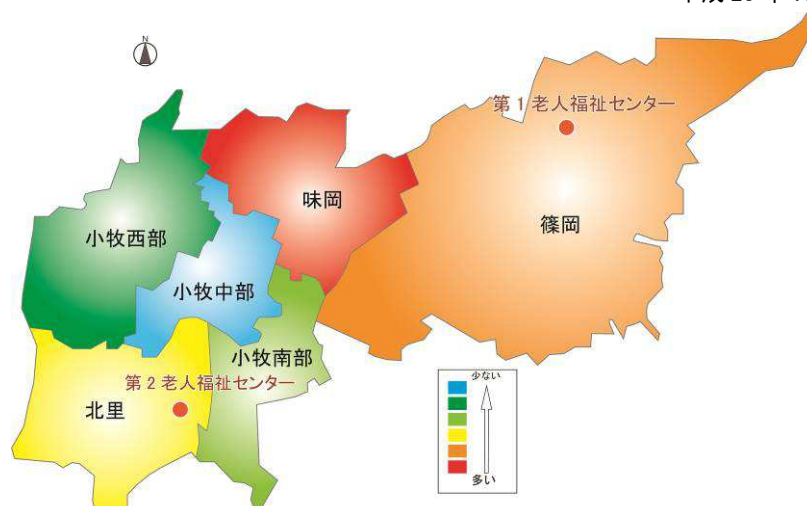 第1老人福祉センター
味岡
篠岡
小牧西部
小牧中部
小牧南部
第2老人福祉センター
北里
少ない
多い
N